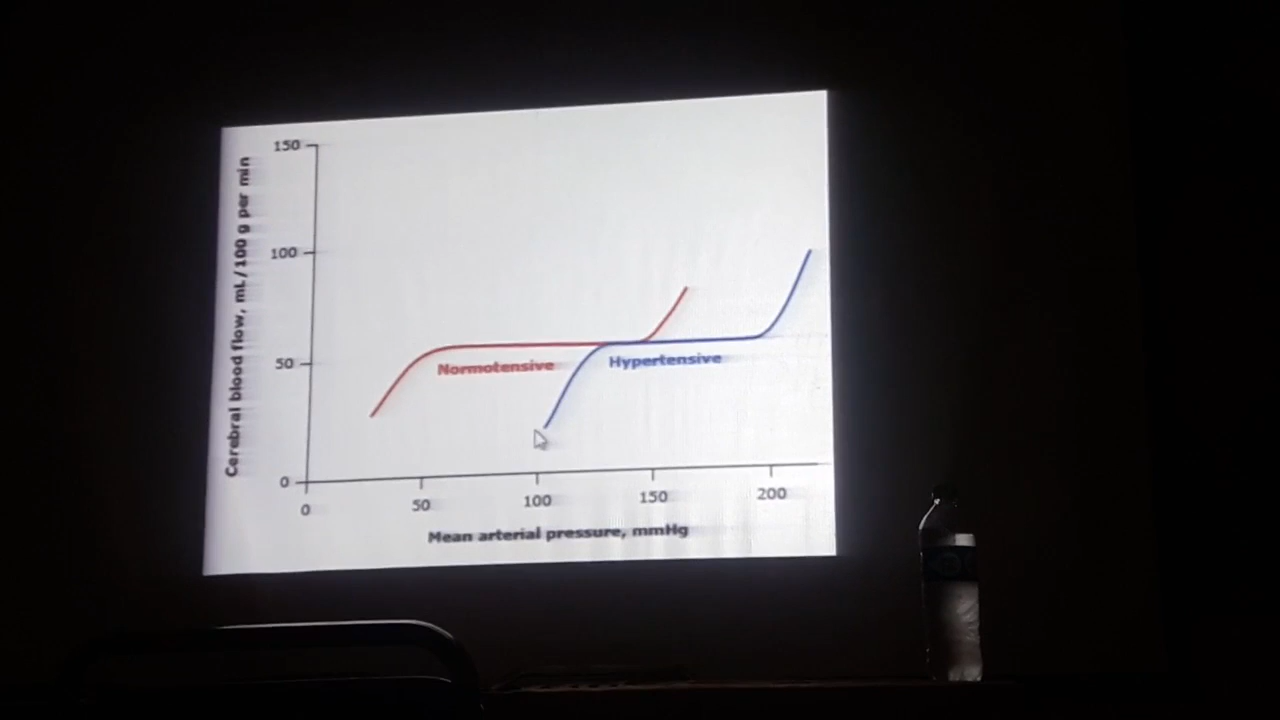 Cerebral blood flow, mL/100 g per min
150
100
50
0
Normotensive
Hypertensive
0
50
100
150
200
Mean arterial pressure, mmHg